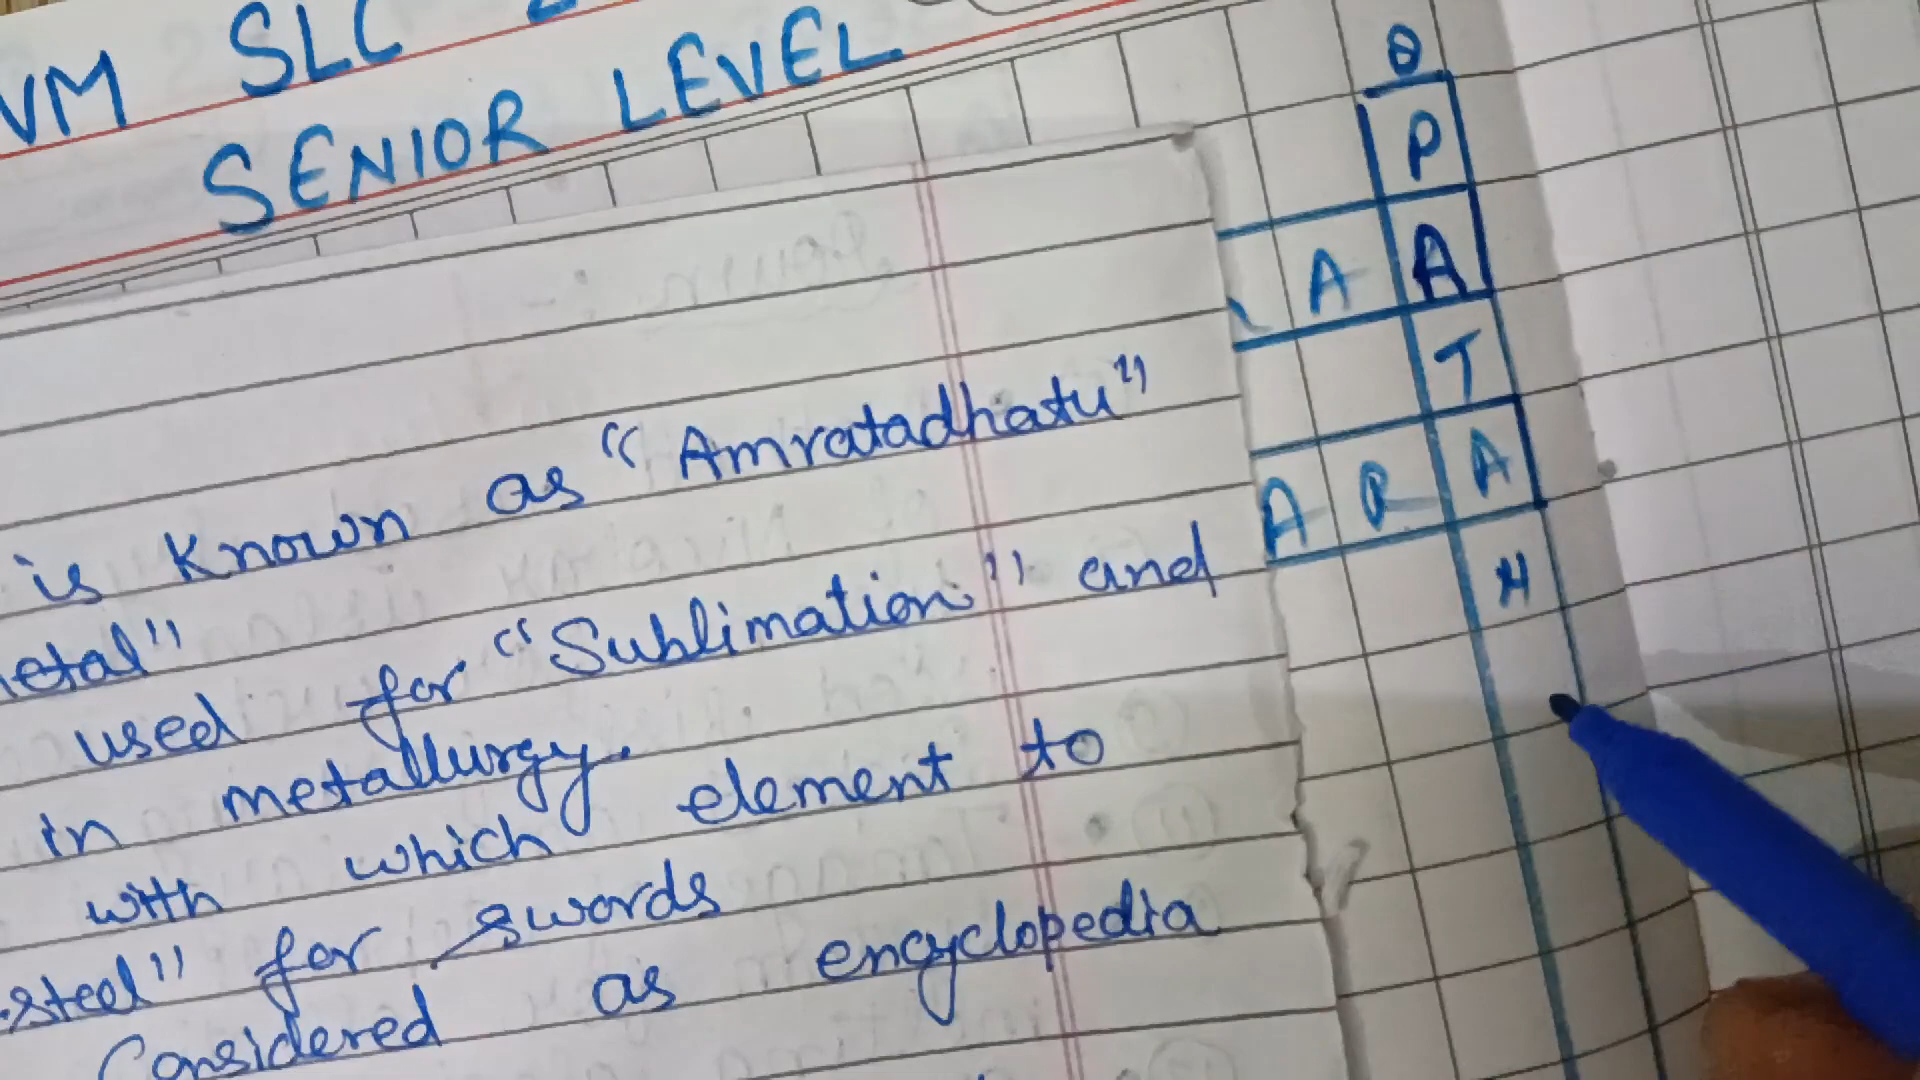 VM SLC
SENIOR LEVEL
is Known as "Amratadhatu"
etal"
used for "Sublimation" and
in metallurgy.
with which element to
steel" for swords
Considered as encyclopedia
8
P
A A
T
A R A
H